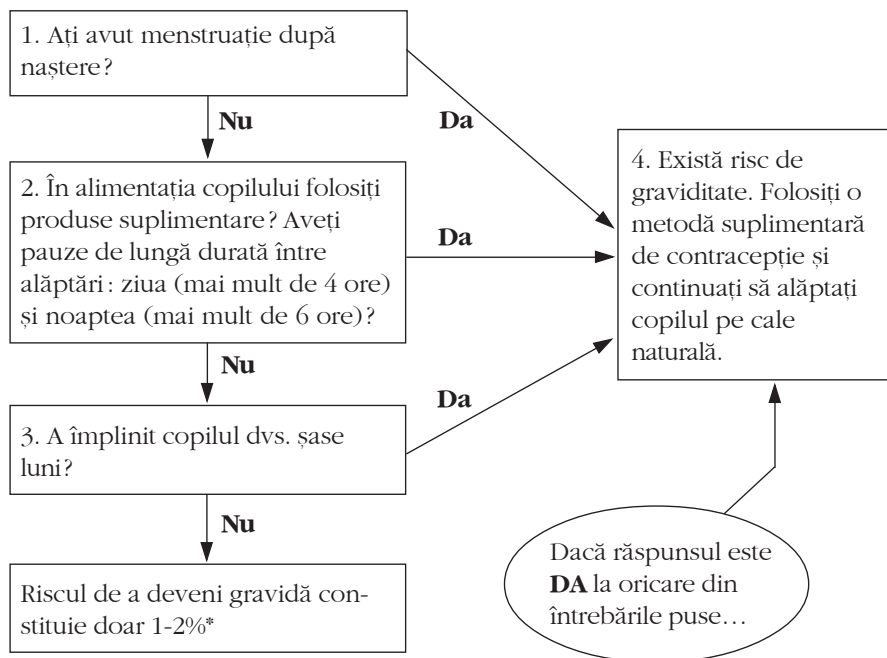 1. Ați avut menstruație după
naștere?
Nu
Da
2. În alimentația copilului folosiți
produse suplimentare? Aveți
pauze de lungă durată între
alăptări: ziua (mai mult de 4 ore)
și noaptea (mai mult de 6 ore)?
Da
Nu
3. A împlinit copilul dvs. șase
luni?
Da
Nu
Riscul de a deveni gravidă con-
stituie doar 1-2%*
4. Există risc de
graviditate. Folosiți o
metodă suplimentară
de contracepție și
continuați să alăptați
copilul pe cale
naturală.
Dacă răspunsul este
DA la oricare din
întrebările puse...